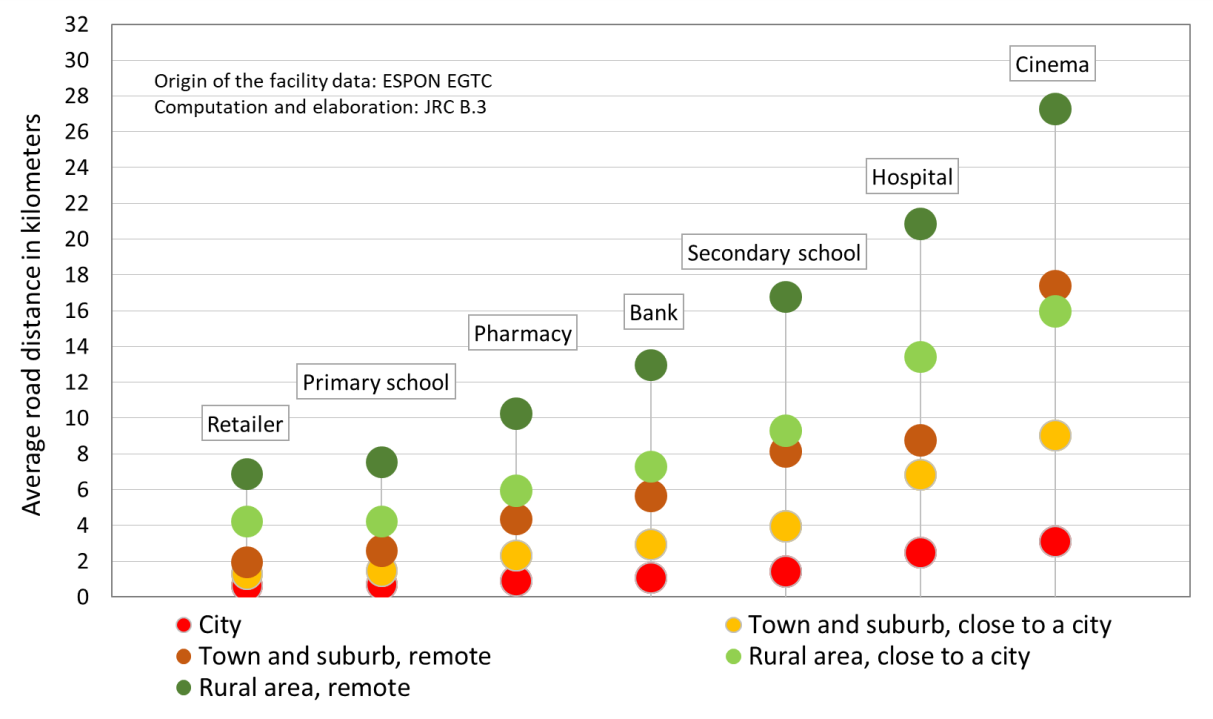 32
30
28
26
24
22
20
18
16
14
12
10
8
6
4
2
0
Average road distance in kilometers
Origin of the facility data: ESPON EGTC
Computation and elaboration: JRC B.3
Retailer
Primary school
Pharmacy
Bank
Secondary school
Hospital
Cinema
City
Town and suburb, close to a city
Town and suburb, remote
Rural area, close to a city
Rural area, remote